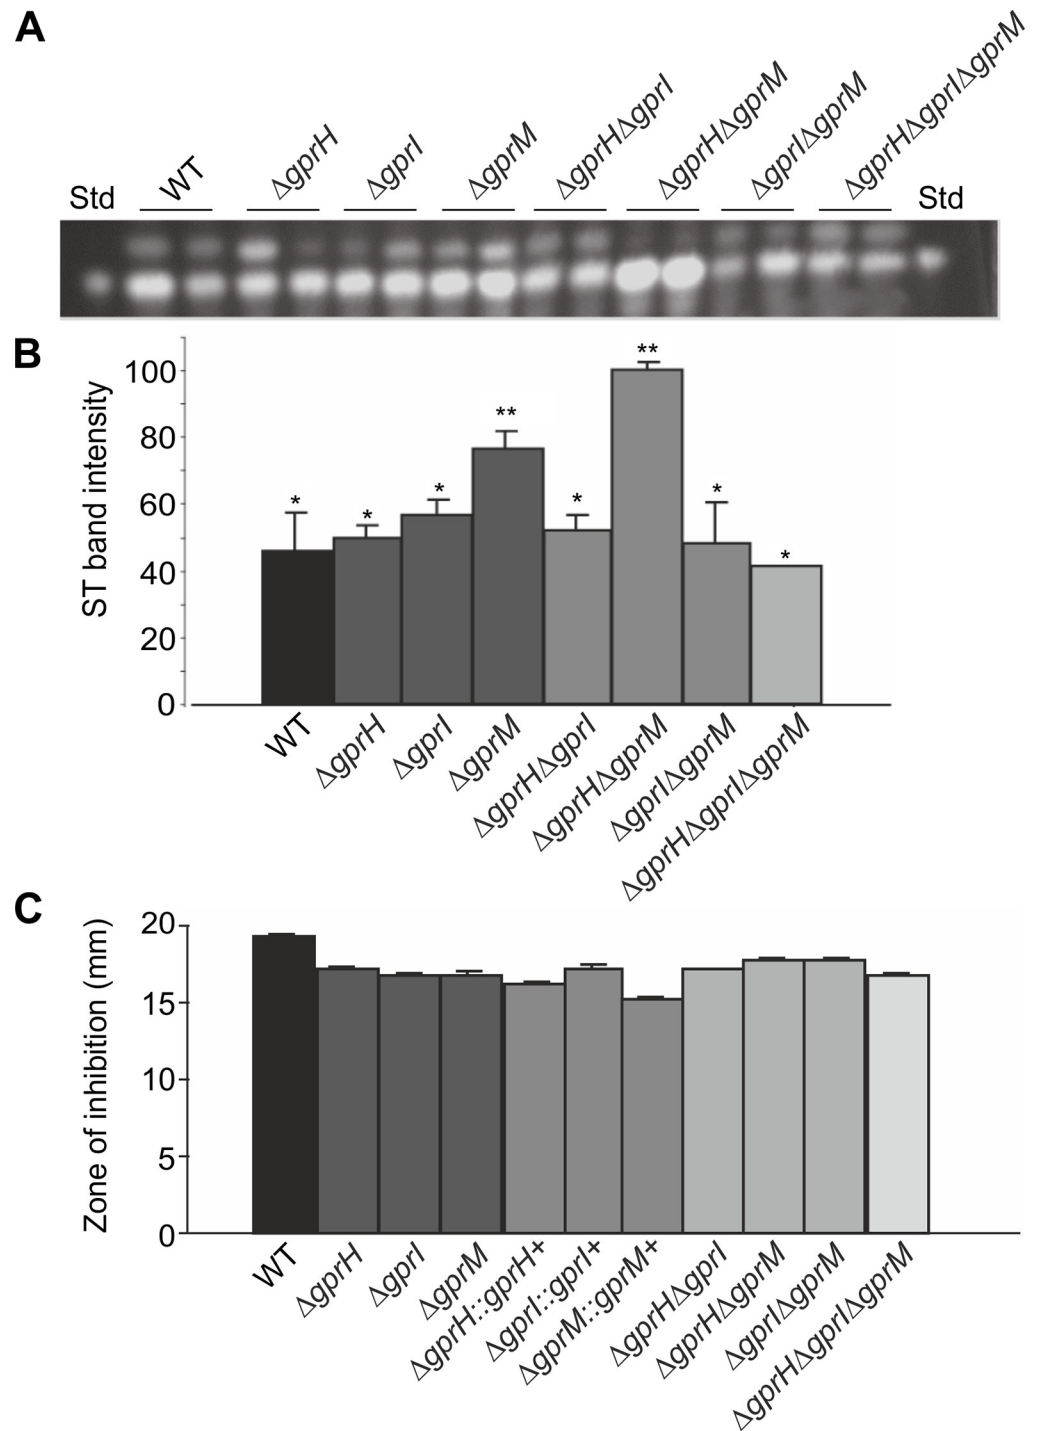 A
Std
WT
ΔgprH
ΔgprI
ΔgprM
ΔgprHΔgprI
ΔgprHΔgprM
ΔgprIΔgprM
ΔgprHΔgprIΔgprM
Std
B
ST band intensity
100
80
60
40
20
0
*
*
*
**
*
**
*
*
WT
ΔgprH
ΔgprI
ΔgprM
ΔgprHΔgprI
ΔgprHΔgprM
ΔgprIΔgprM
ΔgprHΔgprIΔgprM
C
Zone of inhibition (mm)
20
15
10
5
0
WT
ΔgprH
ΔgprI
ΔgprM
ΔgprH::gprH+
ΔgprI::gprI+
ΔgprM::gprM+
ΔgprHΔgprI
ΔgprHΔgprM
ΔgprIΔgprM
ΔgprHΔgprIΔgprM